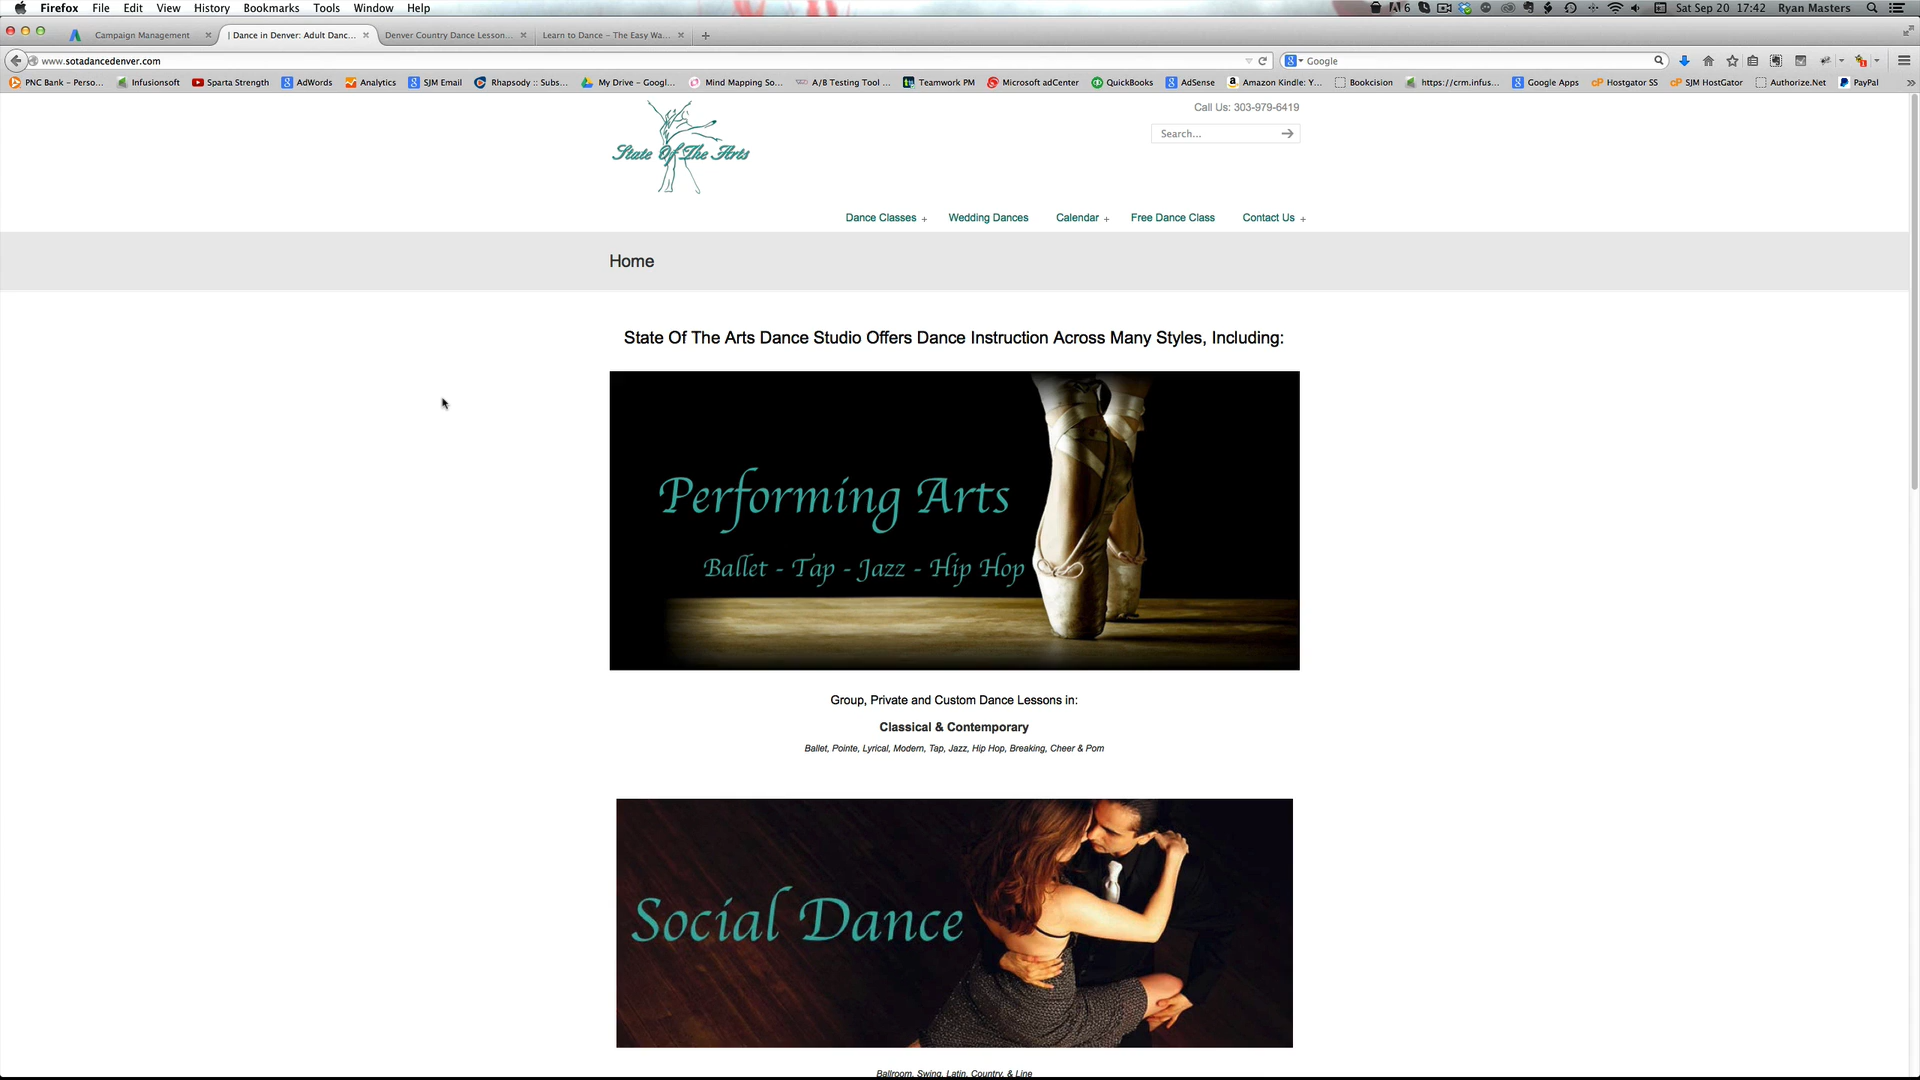 Firefox File Edit View History Bookmarks Tools Window Help 6 Sat Sep 20 17:42 Ryan Masters
Campaign Management | Dance in Denver: Adult Danc... Denver Country Dance Lesson... Learn to Dance – The Easy Wa...
www.sotadancedenver.com Google
PNC Bank – Perso... Infusionsoft Sparta Strength AdWords Analytics SJM Email Rhapsody :: Subs... My Drive – Googl... Mind Mapping So... A/B Testing Tool ... Teamwork PM Microsoft adCenter QuickBooks AdSense Amazon Kindle: Y... Bookcision https://crm.infus... Google Apps Hostgator SS SJM HostGator Authorize.Net PayPal
Call Us: 303-979-6419
Search...
State Of The Arts
Dance Classes + Wedding Dances Calendar + Free Dance Class Contact Us +
Home
State Of The Arts Dance Studio Offers Dance Instruction Across Many Styles, Including:
Performing Arts
Ballet - Tap - Jazz - Hip Hop
Group, Private and Custom Dance Lessons in:
Classical & Contemporary
Ballet, Pointe, Lyrical, Modern, Tap, Jazz, Hip Hop, Breaking, Cheer & Pom
Social Dance
Ballroom, Swing, Latin, Country, & Line